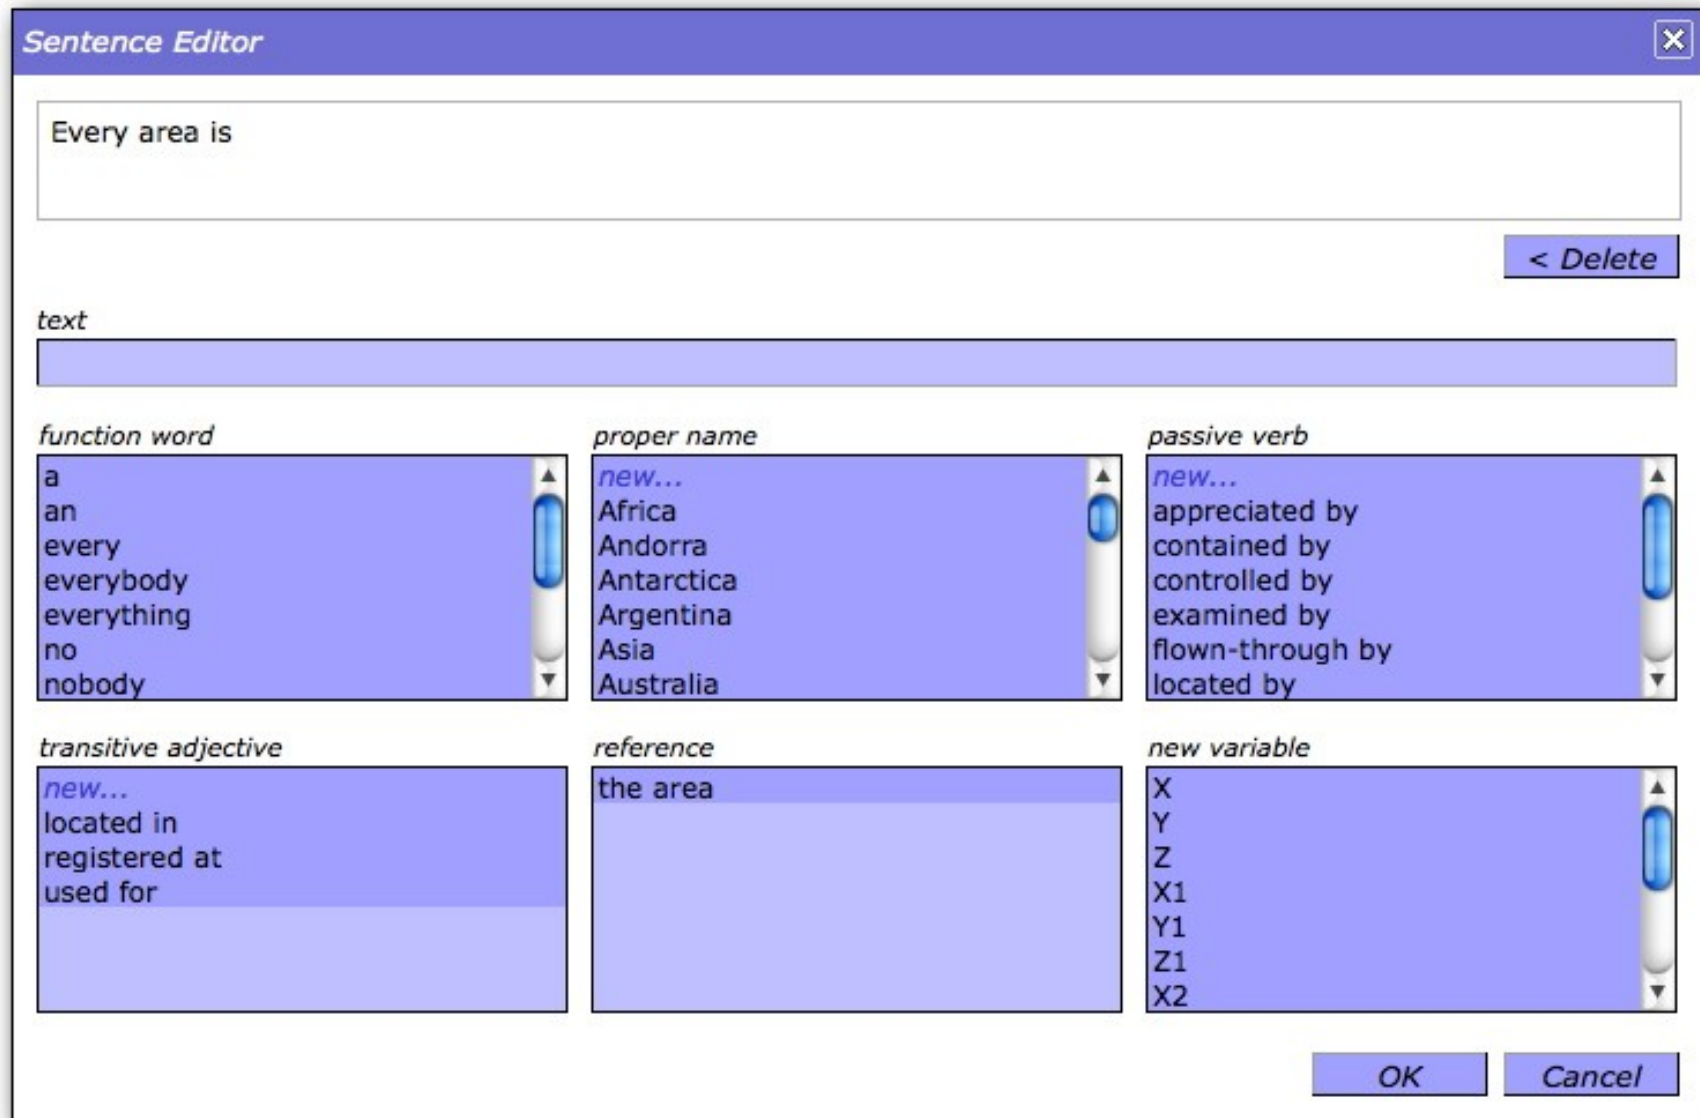 Sentence Editor
Every area is
< Delete
text
function word
a
an
every
everybody
everything
no
nobody
proper name
new...
Africa
Andorra
Antarctica
Argentina
Asia
Australia
passive verb
new...
appreciated by
contained by
controlled by
examined by
flown-through by
located by
transitive adjective
new...
located in
registered at
used for
reference
the area
new variable
X
Y
Z
X1
Y1
Z1
X2
OK
Cancel